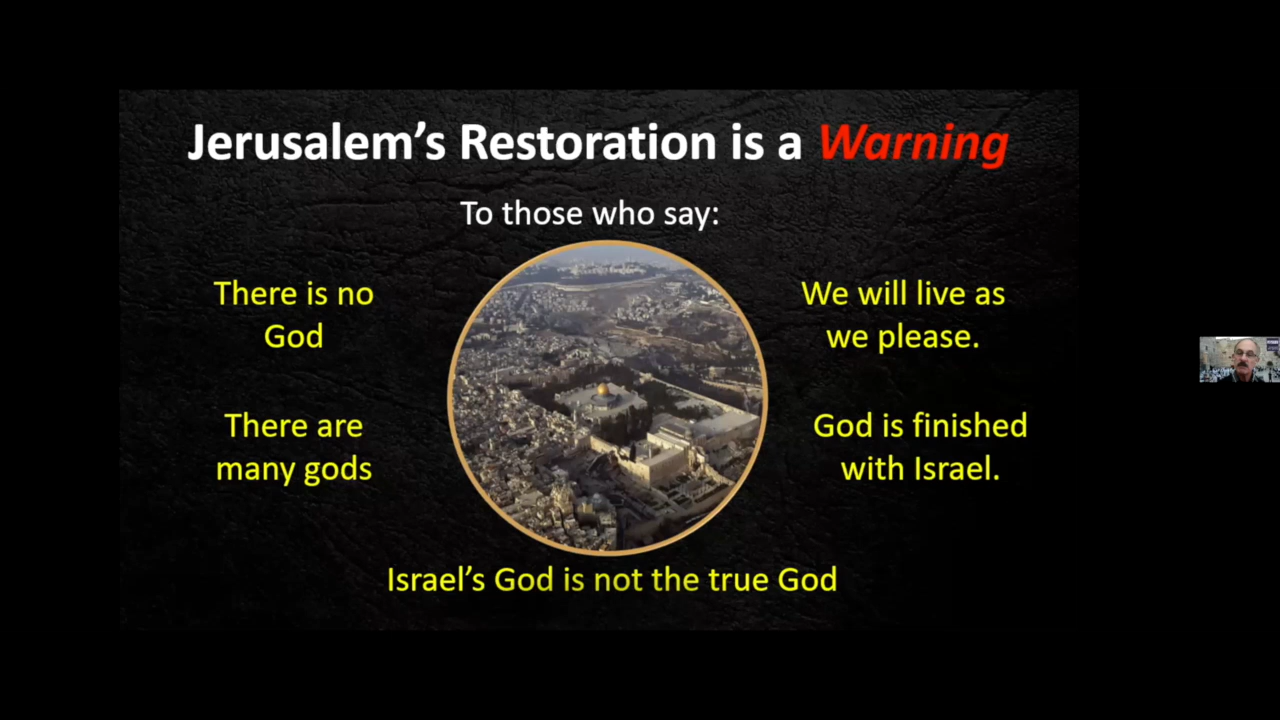 Jerusalem’s Restoration is a Warning
To those who say:
There is no
God
We will live as
we please.
There are
many gods
God is finished
with Israel.
Israel’s God is not the true God